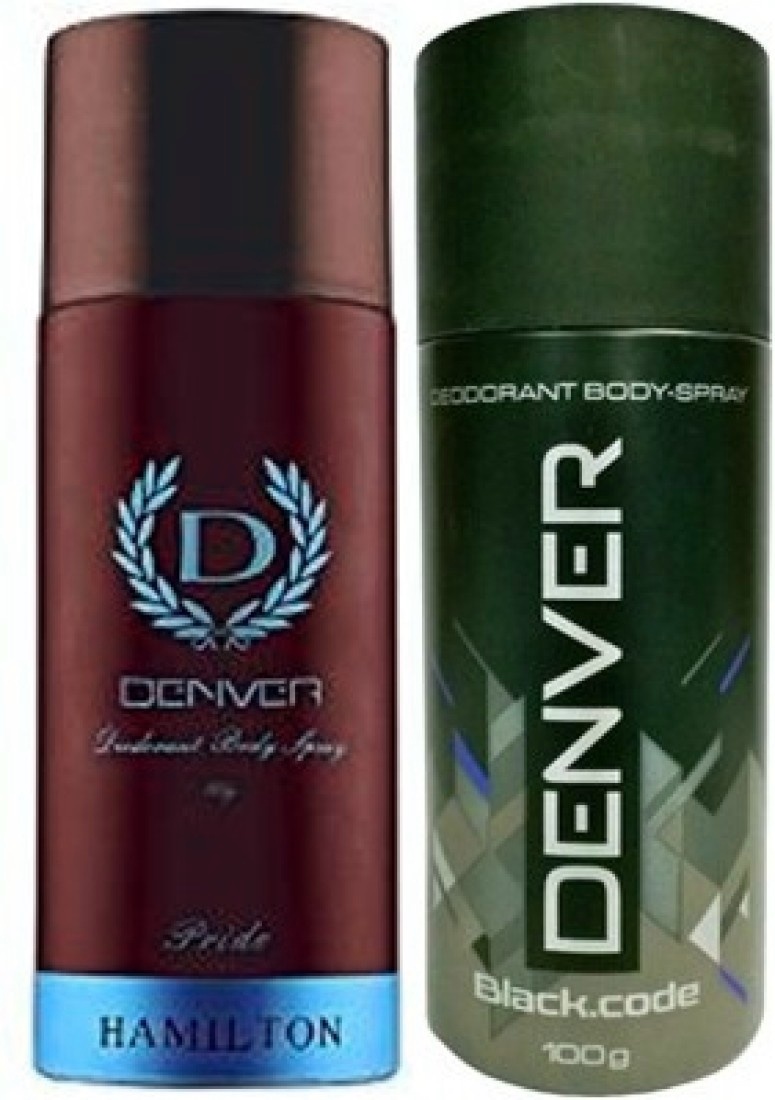 D
DENVER
Deodorant Body Spray
Pride
HAMILTON
DEODORANT BODY-SPRAY
DENVER
Black.code
100g